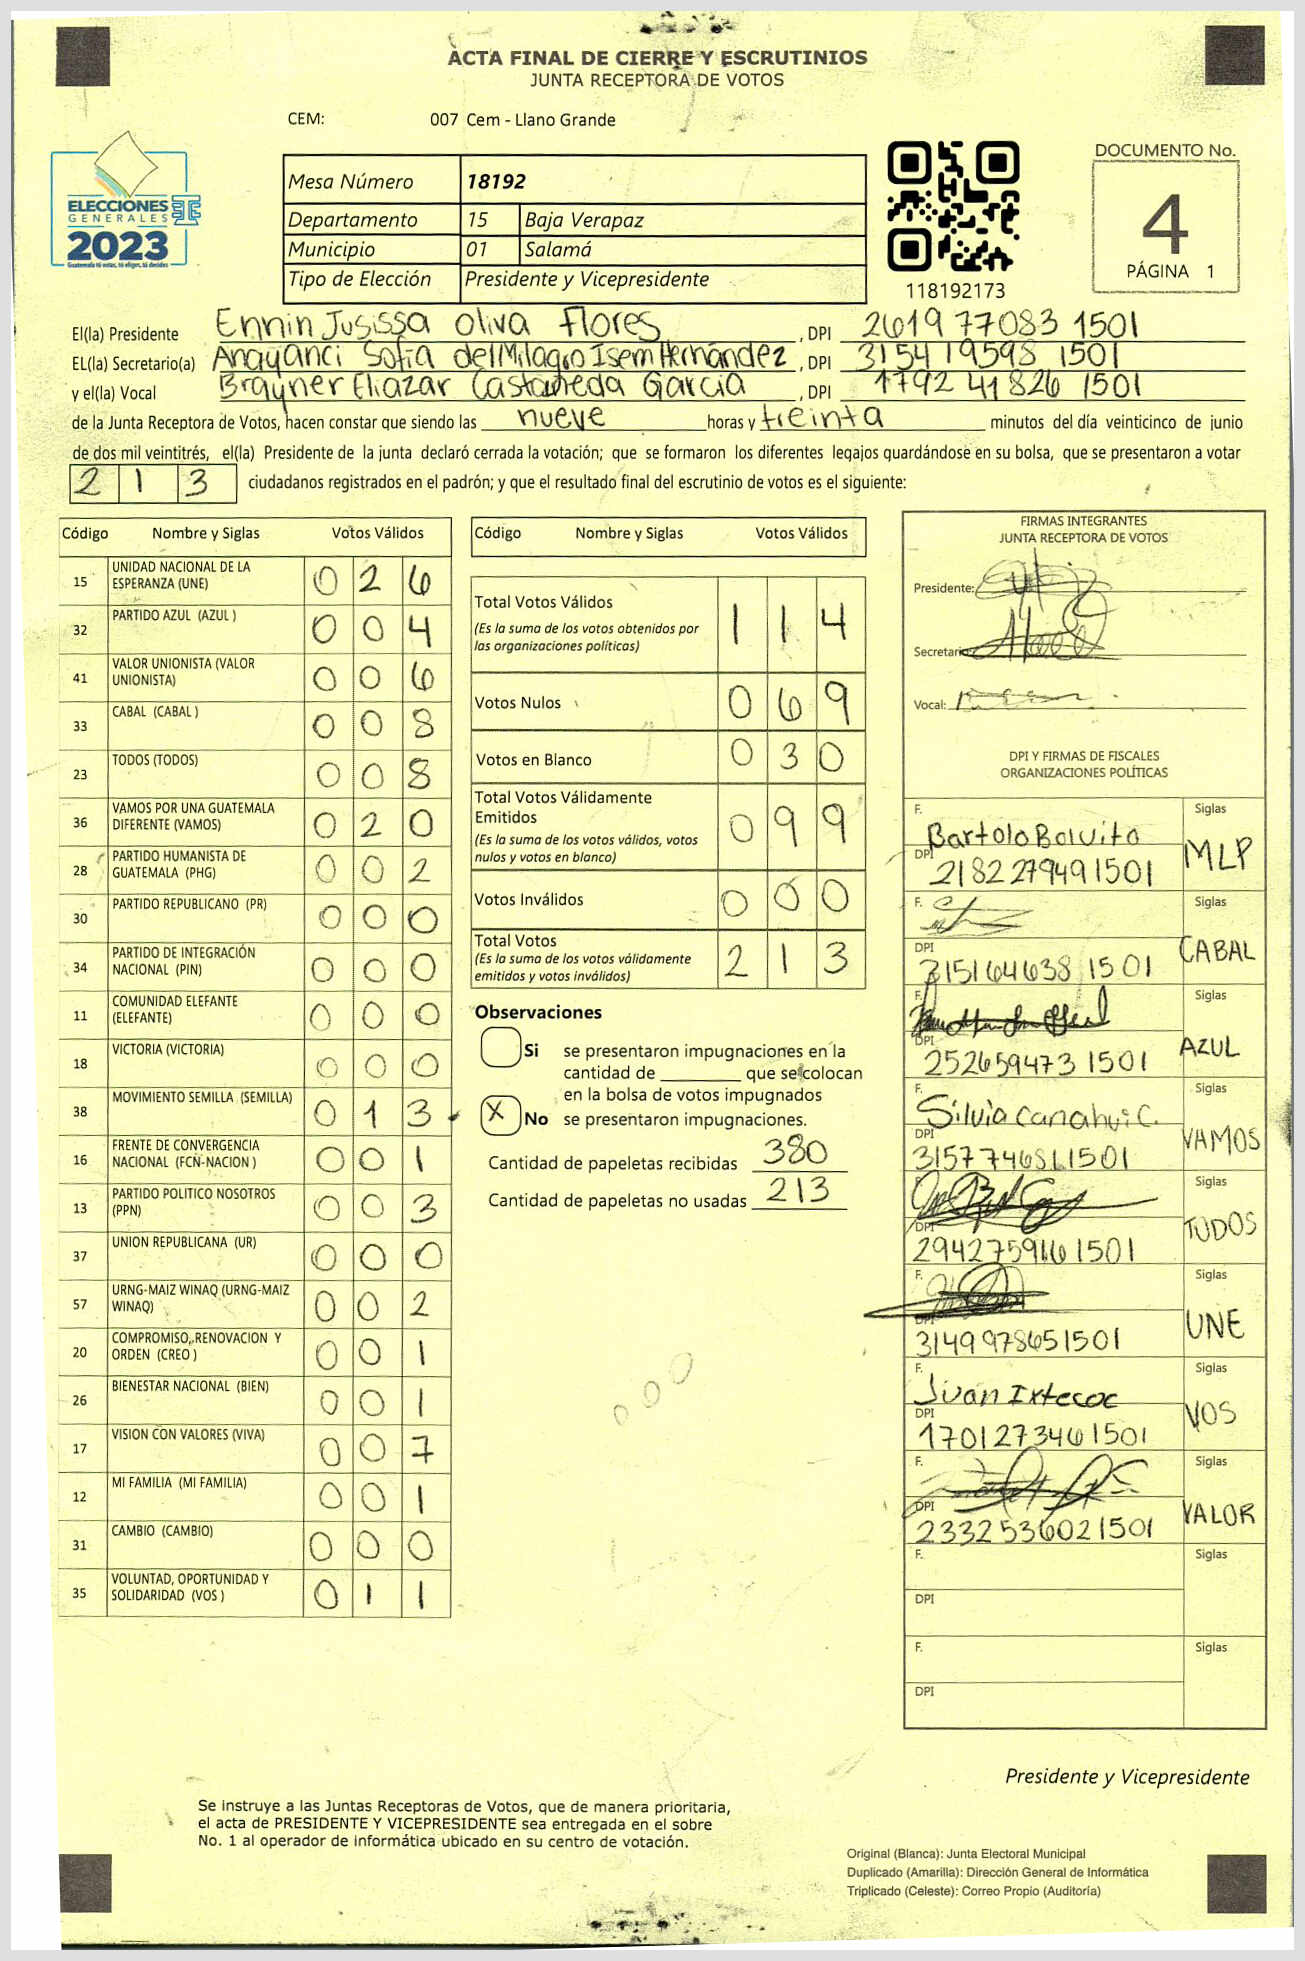 ACTA FINAL DE CIERRE Y ESCRUTINIOS
JUNTA RECEPTORA DE VOTOS
CEM: 007 Cem - Llano Grande
ELECCIONES
GENERALES
2023
Guatemala tú votas, tú eliges, tú decides
Mesa Número 18192
Departamento 15 Baja Verapaz
Municipio 01 Salamá
Tipo de Elección Presidente y Vicepresidente
118192173
DOCUMENTO No.
4
PÁGINA 1
El(la) Presidente Ennin Jusissa Oliva Flores, DPI 2619 77083 1501
EL(la) Secretario(a) Anayanci Sofia del Milagro Isem Hernández, DPI 3154 19598 1501
y el(la) Vocal Brayner Eliazar Castañeda Garcia, DPI 1792 41826 1501
de la Junta Receptora de Votos, hacen constar que siendo las nueve horas y treinta minutos del día veinticinco de junio
de dos mil veintitrés, el(la) Presidente de la junta declaró cerrada la votación; que se formaron los diferentes legajos guardándose en su bolsa, que se presentaron a votar
2 1 3 ciudadanos registrados en el padrón; y que el resultado final del escrutinio de votos es el siguiente:
Código Nombre y Siglas Votos Válidos
15 UNIDAD NACIONAL DE LA ESPERANZA (UNE) 0 2 6
32 PARTIDO AZUL (AZUL ) 0 0 4
41 VALOR UNIONISTA (VALOR UNIONISTA) 0 0 6
33 CABAL (CABAL ) 0 0 8
23 TODOS (TODOS) 0 0 8
36 VAMOS POR UNA GUATEMALA DIFERENTE (VAMOS) 0 2 0
28 PARTIDO HUMANISTA DE GUATEMALA (PHG) 0 0 2
30 PARTIDO REPUBLICANO (PR) 0 0 0
34 PARTIDO DE INTEGRACIÓN NACIONAL (PIN) 0 0 0
11 COMUNIDAD ELEFANTE (ELEFANTE) 0 0 0
18 VICTORIA (VICTORIA) 0 0 0
38 MOVIMIENTO SEMILLA (SEMILLA) 0 1 3
16 FRENTE DE CONVERGENCIA NACIONAL (FCN-NACION ) 0 0 1
13 PARTIDO POLITICO NOSOTROS (PPN) 0 0 3
37 UNION REPUBLICANA (UR) 0 0 0
57 URNG-MAIZ WINAQ (URNG-MAIZ WINAQ) 0 0 2
20 COMPROMISO, RENOVACION Y ORDEN (CREO ) 0 0 1
26 BIENESTAR NACIONAL (BIEN) 0 0 1
17 VISION CON VALORES (VIVA) 0 0 7
12 MI FAMILIA (MI FAMILIA) 0 0 1
31 CAMBIO (CAMBIO) 0 0 0
35 VOLUNTAD, OPORTUNIDAD Y SOLIDARIDAD (VOS ) 0 1 1
Código Nombre y Siglas Votos Válidos
Total Votos Válidos 1 1 4
(Es la suma de los votos obtenidos por
las organizaciones políticas)
Votos Nulos 0 6 9
Votos en Blanco 0 3 0
Total Votos Válidamente
Emitidos 0 9 9
(Es la suma de los votos válidos, votos
nulos y votos en blanco)
Votos Inválidos 0 0 0
Total Votos 2 1 3
(Es la suma de los votos válidamente
emitidos y votos inválidos)
Observaciones
Si se presentaron impugnaciones en la
cantidad de ________ que se colocan
en la bolsa de votos impugnados
X No se presentaron impugnaciones.
Cantidad de papeletas recibidas 380
Cantidad de papeletas no usadas 213
000
FIRMAS INTEGRANTES
JUNTA RECEPTORA DE VOTOS
Presidente:
Secretario:
Vocal:
DPI Y FIRMAS DE FISCALES
ORGANIZACIONES POLÍTICAS
F. Bartolo Bolvito Siglas
DPI 2182 27949 1501 MLP
F. Siglas
DPI 3151 64638 1501 CABAL
F. Siglas
DPI 252659473 1501 AZUL
F. Silvia Canahui C. Siglas
DPI 3157 74681 1501 VAMOS
F. Siglas
DPI 2942759161501 TODOS
F. Siglas
DPI 3149978651501 UNE
F. Juan Ixtecoc Siglas
DPI 1701273461501 VOS
F. Siglas
DPI 2332536021501 VALOR
F. Siglas
DPI
F. Siglas
DPI
Presidente y Vicepresidente
Se instruye a las Juntas Receptoras de Votos, que de manera prioritaria,
el acta de PRESIDENTE Y VICEPRESIDENTE sea entregada en el sobre
No. 1 al operador de informática ubicado en su centro de votación.
Original (Blanca): Junta Electoral Municipal
Duplicado (Amarilla): Dirección General de Informática
Triplicado (Celeste): Correo Propio (Auditoría)